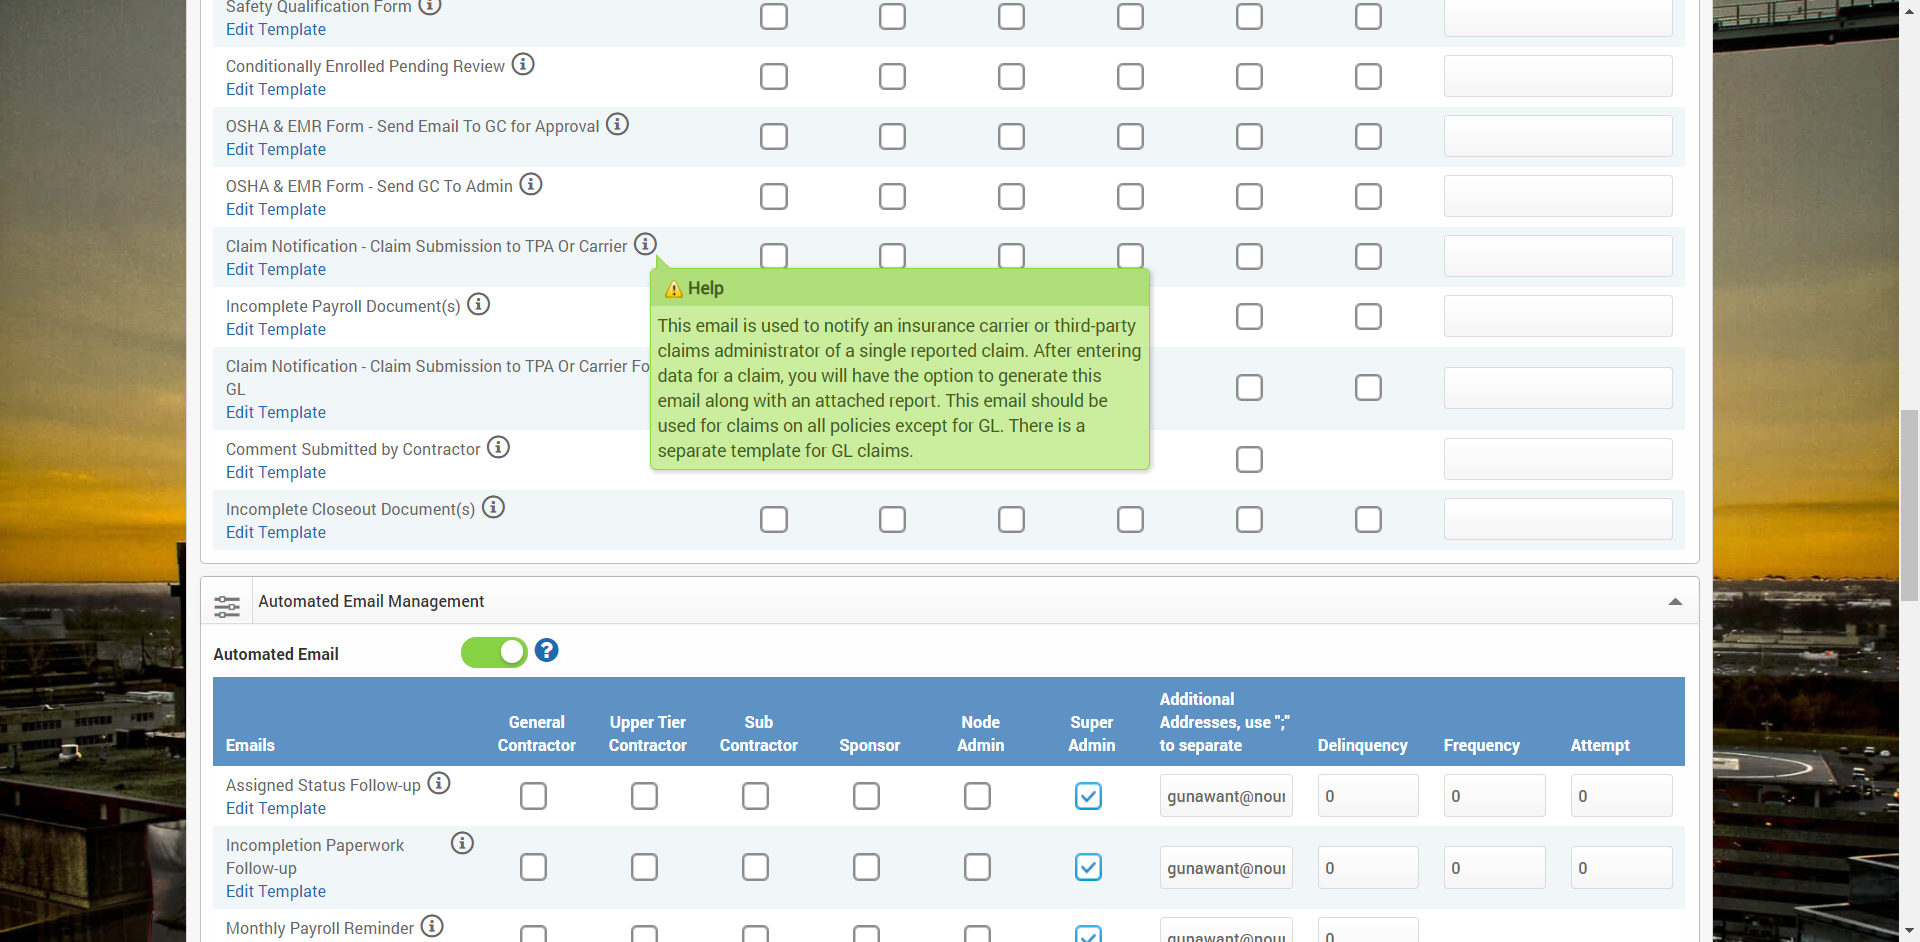 Safety Qualification Form
Edit Template
Conditionally Enrolled Pending Review
Edit Template
OSHA & EMR Form - Send Email To GC for Approval
Edit Template
OSHA & EMR Form - Send GC To Admin
Edit Template
Claim Notification - Claim Submission to TPA Or Carrier
Edit Template
Help
This email is used to notify an insurance carrier or third-party
claims administrator of a single reported claim. After entering
data for a claim, you will have the option to generate this
email along with an attached report. This email should be
used for claims on all policies except for GL. There is a
separate template for GL claims.
Incomplete Payroll Document(s)
Edit Template
Claim Notification - Claim Submission to TPA Or Carrier Fo
GL
Edit Template
Comment Submitted by Contractor
Edit Template
Incomplete Closeout Document(s)
Edit Template
Automated Email Management
Automated Email
Emails
General
Contractor
Upper Tier
Contractor
Sub
Contractor
Sponsor
Node
Admin
Super
Admin
Additional
Addresses, use ";"
to separate
Delinquency
Frequency
Attempt
Assigned Status Follow-up
Edit Template
gunawant@nour
0
0
0
Incompletion Paperwork
Follow-up
Edit Template
gunawant@nour
0
0
0
Monthly Payroll Reminder
gunawant@nour
0